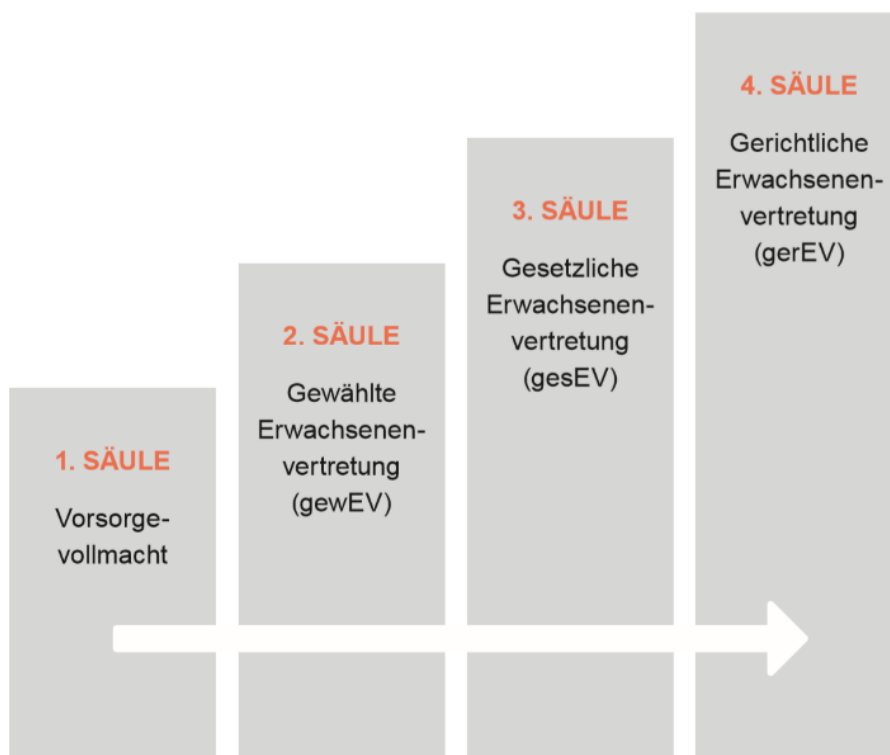 1. SÄULE
Vorsorge-
vollmacht
2. SÄULE
Gewählte
Erwachsenen-
vertretung
(gewEV)
3. SÄULE
Gesetzliche
Erwachsenen-
vertretung
(gesEV)
4. SÄULE
Gerichtliche
Erwachsenen-
vertretung
(gerEV)